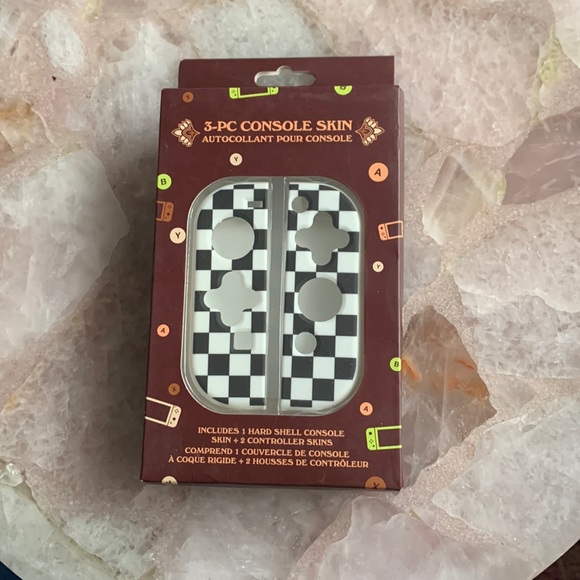 3-PC CONSOLE SKIN
AUTOCOLLANT POUR CONSOLE
B
Y
A
Y
Y
A
B
A
INCLUDES 1 HARD SHELL CONSOLE
SKIN + 2 CONTROLLER SKINS
COMPREND 1 COUVERCLE DE CONSOLE
À COQUE RIGIDE + 2 HOUSSES DE CONTRÔLEUR